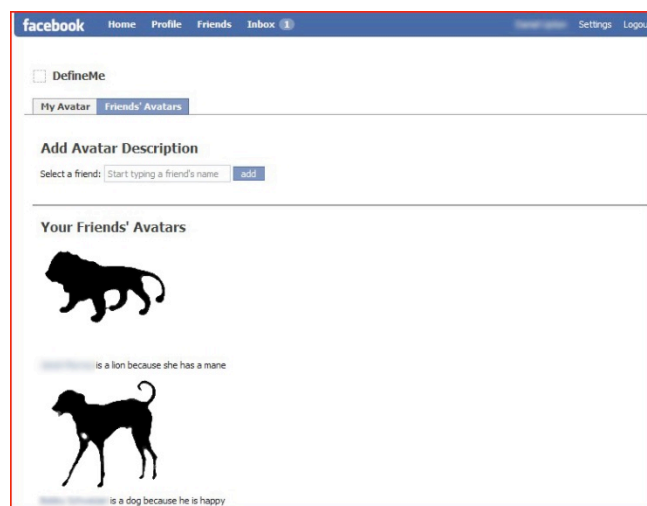 facebook Home Profile Friends Inbox 1 Settings Logou
DefineMe
My Avatar Friends' Avatars
Add Avatar Description
Select a friend: Start typing a friend's name add
Your Friends' Avatars
is a lion because she has a mane
is a dog because he is happy